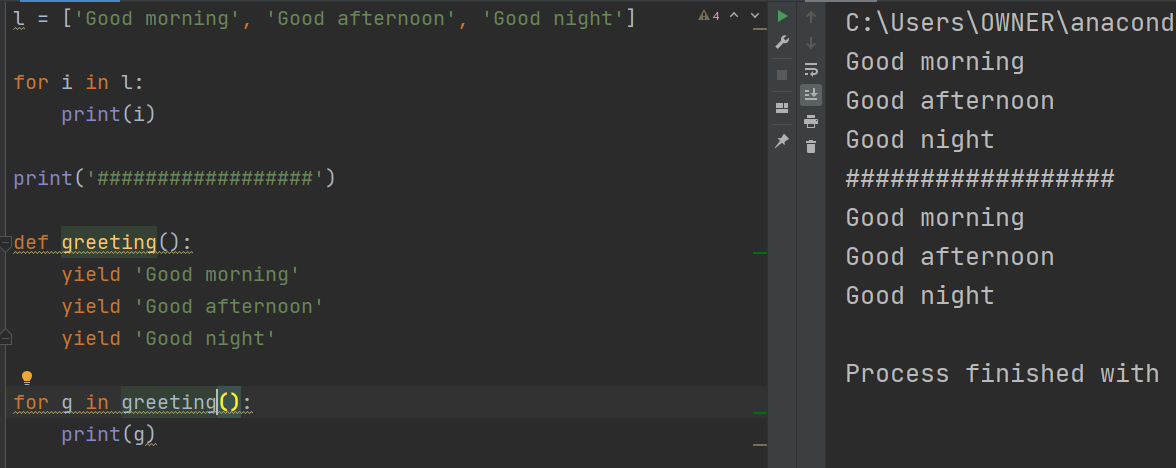 l = ['Good morning', 'Good afternoon', 'Good night']
4
for i in l:
    print(i)
print('##################')
def greeting():
    yield 'Good morning'
    yield 'Good afternoon'
    yield 'Good night'
for g in greeting():
    print(g)
C:\Users\OWNER\anacond
Good morning
Good afternoon
Good night
##################
Good morning
Good afternoon
Good night
Process finished with